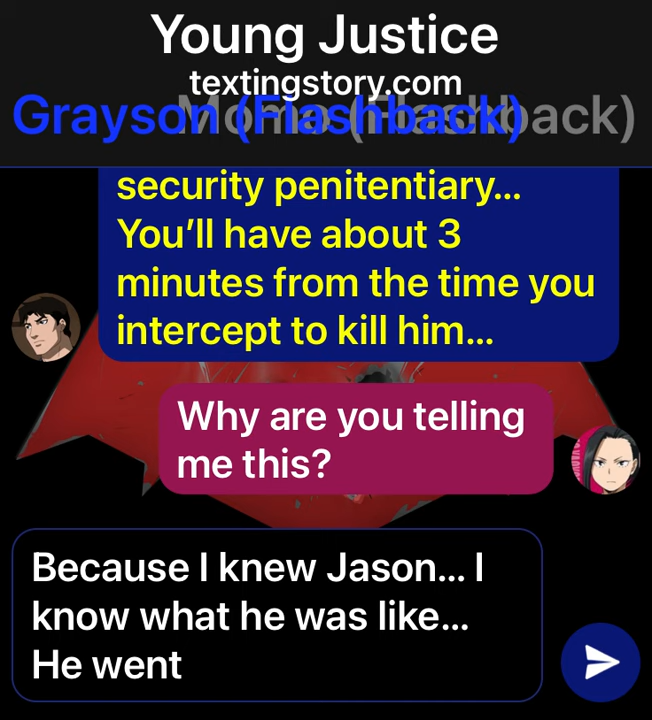 Young Justice
textingstory.com
Grayson (Flashback)
Momo (Flashback)
security penitentiary...
You’ll have about 3
minutes from the time you
intercept to kill him...
Why are you telling
me this?
Because I knew Jason... I
know what he was like...
He went